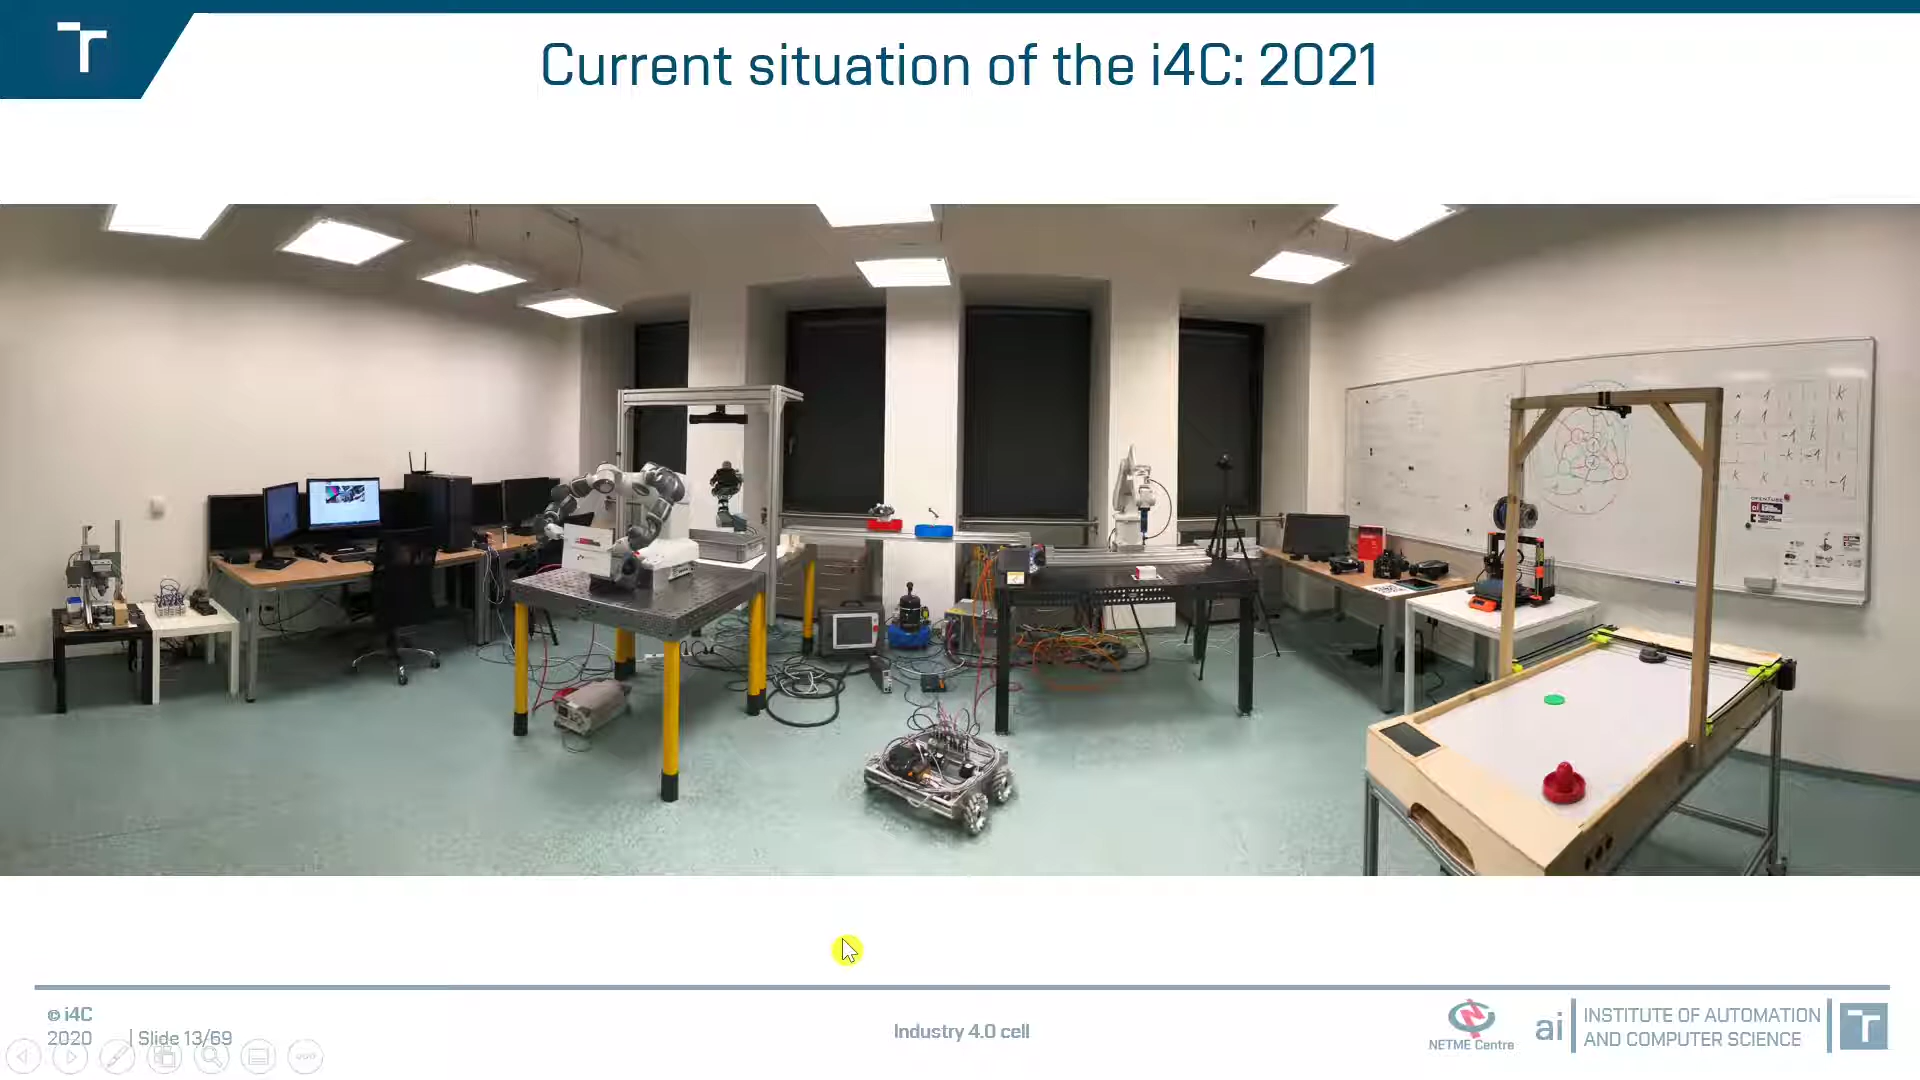 Current situation of the i4C: 2021
© i4C
2020 | Slide 13/69
Industry 4.0 cell
NETME Centre
ai
INSTITUTE OF AUTOMATION
AND COMPUTER SCIENCE